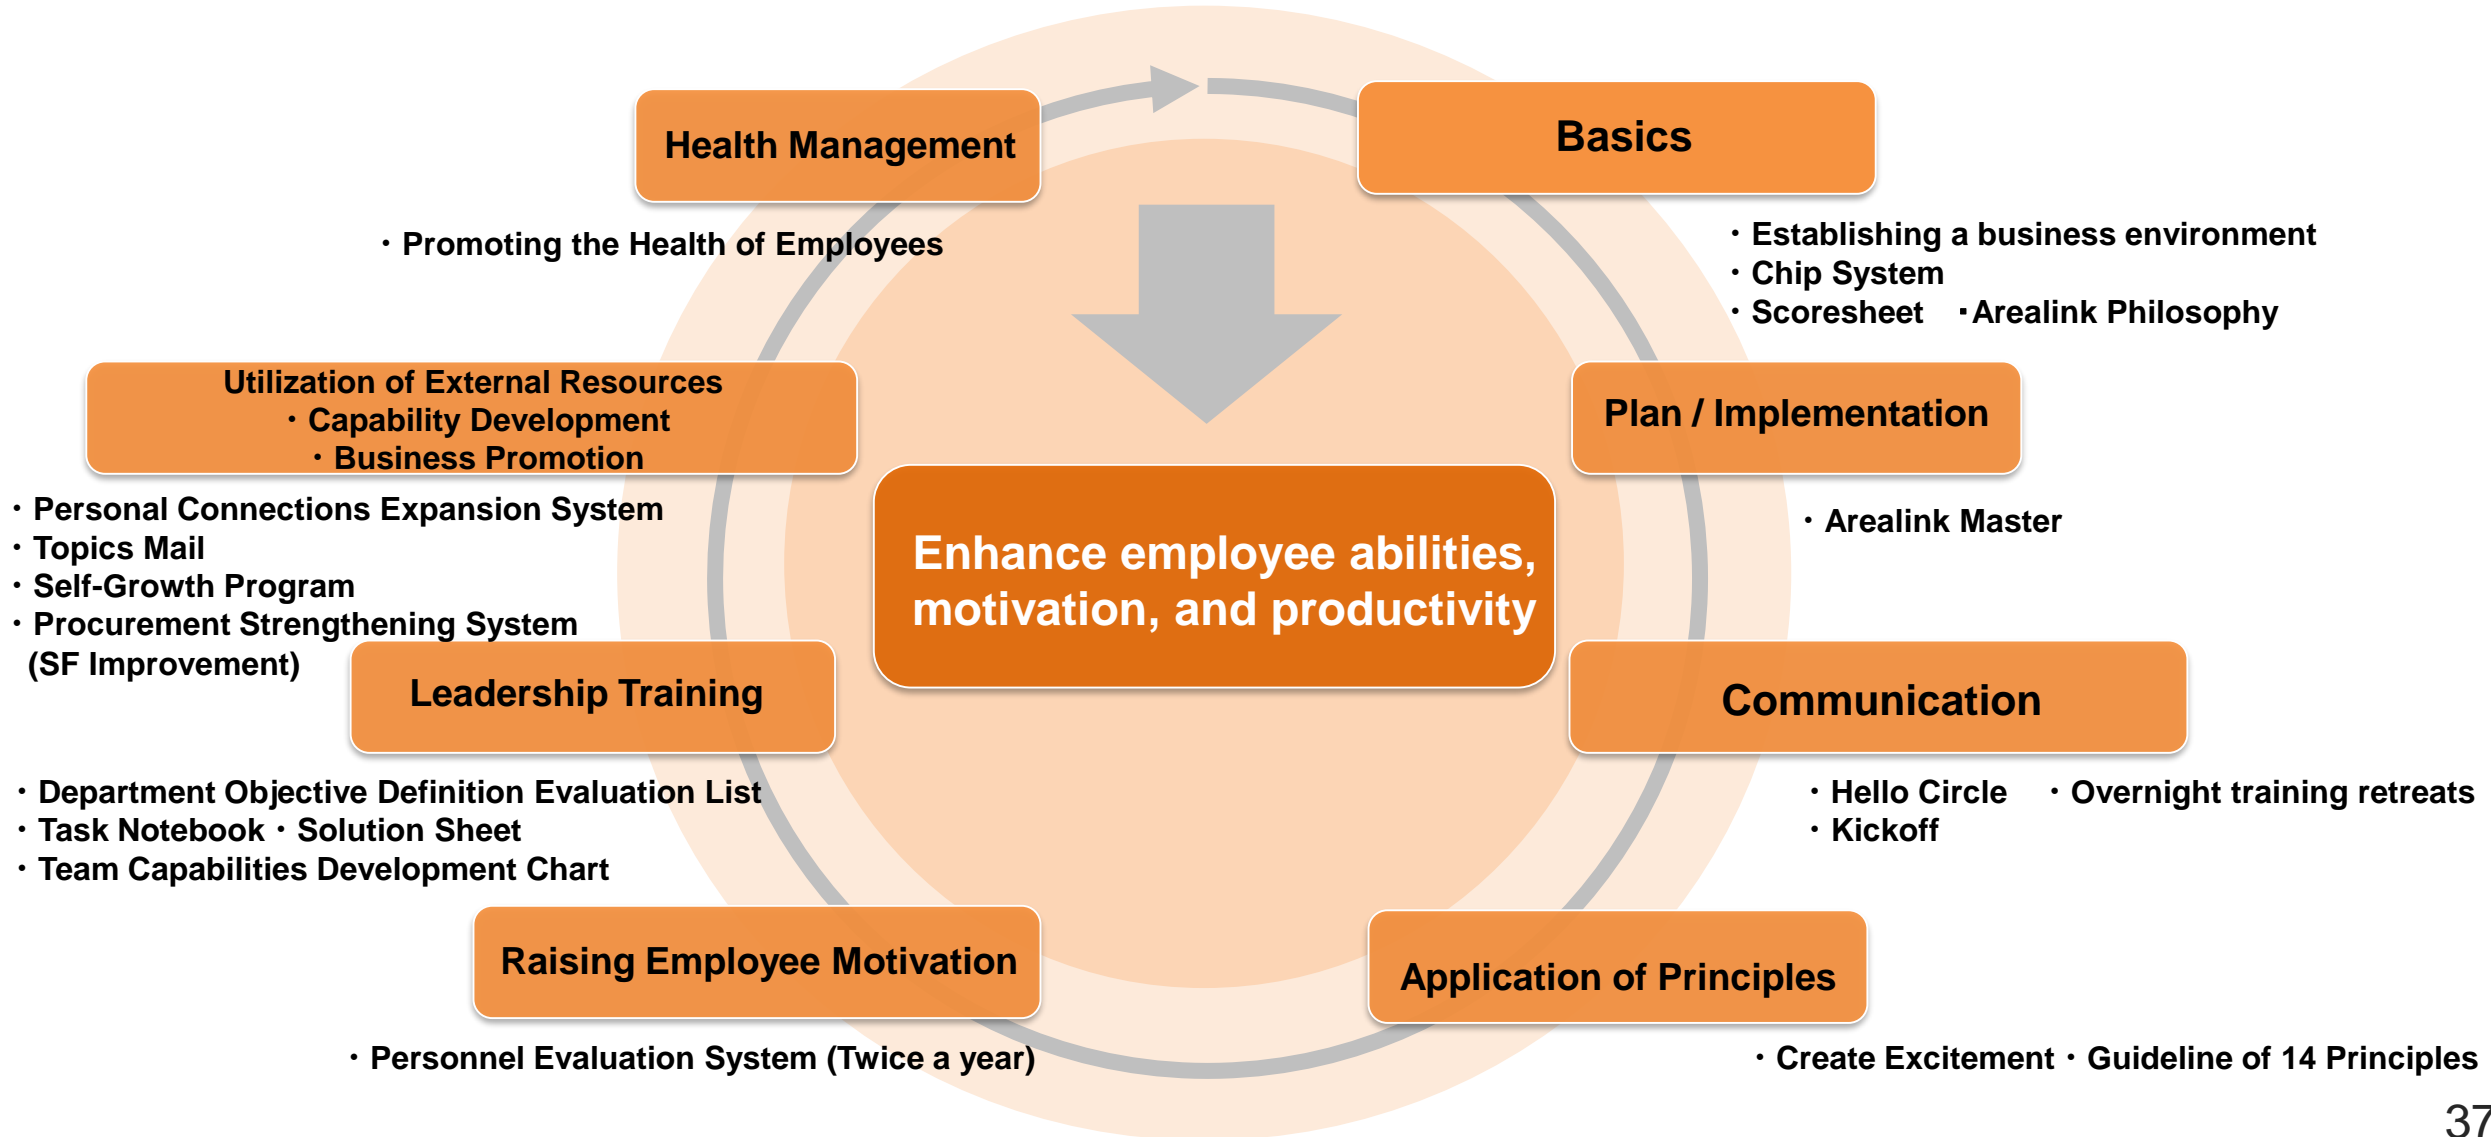 Health Management
・Promoting the Health of Employees
Basics
・Establishing a business environment
・Chip System
・Scoresheet ・Arealink Philosophy
Utilization of External Resources
・Capability Development
・Business Promotion
・Personal Connections Expansion System
・Topics Mail
・Self-Growth Program
・Procurement Strengthening System
(SF Improvement)
Plan / Implementation
・Arealink Master
Enhance employee abilities,
motivation, and productivity
Leadership Training
・Department Objective Definition Evaluation List
・Task Notebook・Solution Sheet
・Team Capabilities Development Chart
Communication
・Hello Circle ・Overnight training retreats
・Kickoff
Raising Employee Motivation
・Personnel Evaluation System (Twice a year)
Application of Principles
・Create Excitement・Guideline of 14 Principles
37